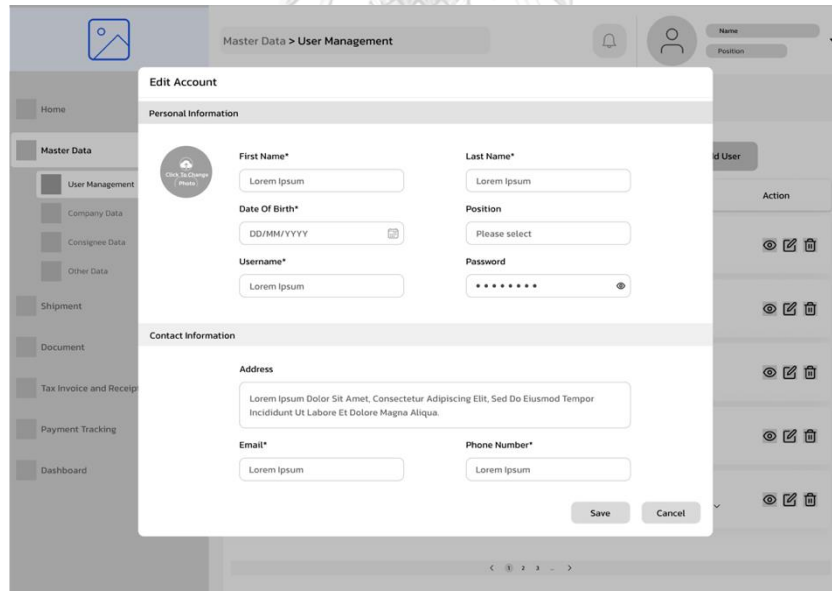 Master Data > User Management
Name
Position
Edit Account
Personal Information
Home
Master Data
User Management
Company Data
Consignee Data
Other Data
Shipment
Document
Tax Invoice and Receip
Payment Tracking
Dashboard
Click To Change
Photo
First Name*
Last Name*
Lorem Ipsum
Lorem Ipsum
Date Of Birth*
Position
DD/MM/YYYY
Please select
Username*
Password
Lorem Ipsum
Contact Information
Address
Lorem Ipsum Dolor Sit Amet, Consectetur Adipiscing Elit, Sed Do Eiusmod Tempor
Incididunt Ut Labore Et Dolore Magna Aliqua.
Email*
Phone Number*
Lorem Ipsum
Lorem Ipsum
Save
Cancel
d User
Action
< 1 2 3 .. >